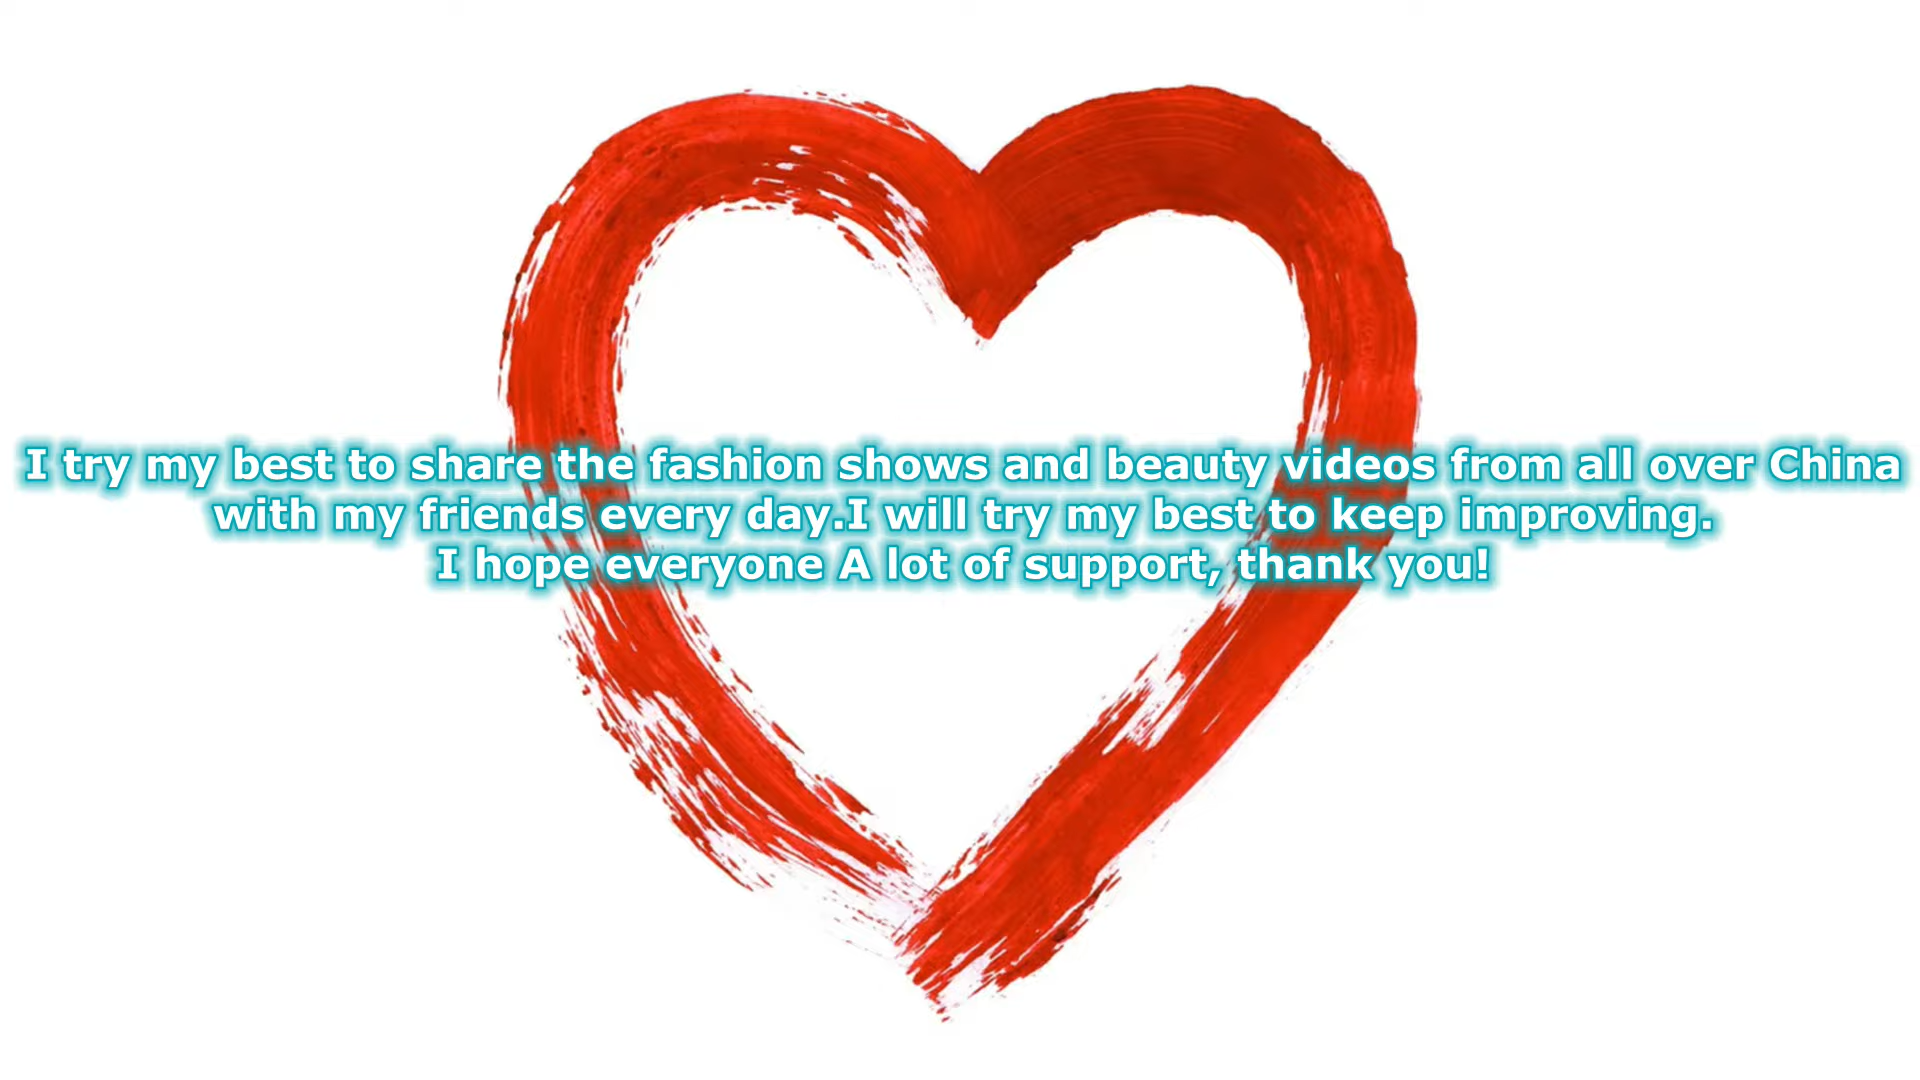 I try my best to share the fashion shows and beauty videos from all over China
with my friends every day.I will try my best to keep improving.
I hope everyone A lot of support, thank you!